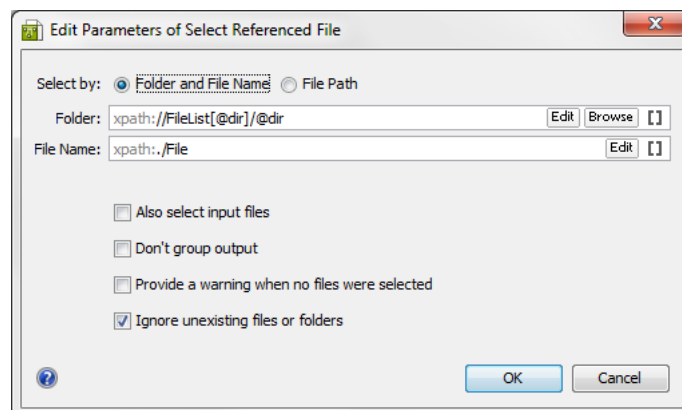 Edit Parameters of Select Referenced File
Select by: Folder and File Name File Path
Folder: xpath://FileList[@dir]/@dir Edit Browse []
File Name: xpath:./File Edit []
Also select input files
Don't group output
Provide a warning when no files were selected
Ignore unexisting files or folders
OK Cancel